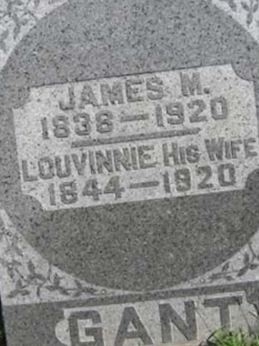 JAMES M.
1838—1920
LOUVINNIE HIS WIFE
1844—1920
GANT